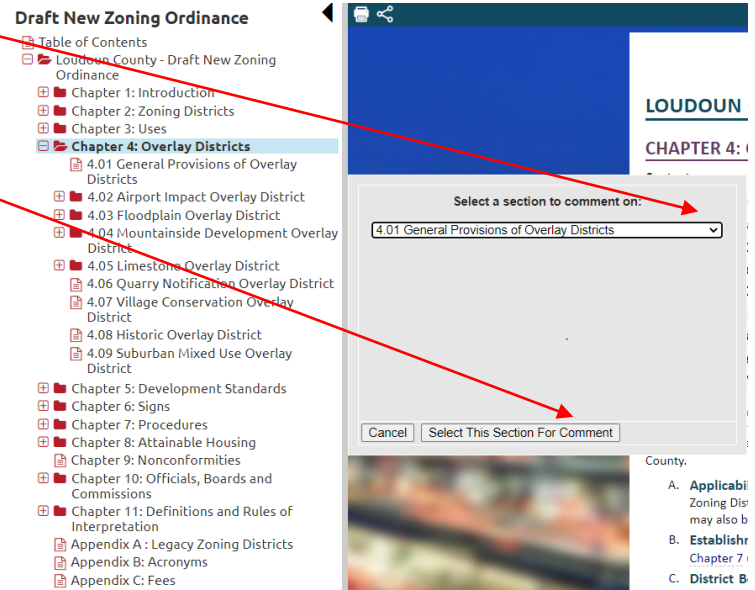 Draft New Zoning Ordinance
Table of Contents
Loudoun County - Draft New Zoning
Ordinance
Chapter 1: Introduction
Chapter 2: Zoning Districts
Chapter 3: Uses
Chapter 4: Overlay Districts
4.01 General Provisions of Overlay
Districts
4.02 Airport Impact Overlay District
4.03 Floodplain Overlay District
4.04 Mountainside Development Overlay
District
4.05 Limestone Overlay District
4.06 Quarry Notification Overlay District
4.07 Village Conservation Overlay
District
4.08 Historic Overlay District
4.09 Suburban Mixed Use Overlay
District
Chapter 5: Development Standards
Chapter 6: Signs
Chapter 7: Procedures
Chapter 8: Attainable Housing
Chapter 9: Nonconformities
Chapter 10: Officials, Boards and
Commissions
Chapter 11: Definitions and Rules of
Interpretation
Appendix A : Legacy Zoning Districts
Appendix B: Acronyms
Appendix C: Fees
LOUDOUN
CHAPTER 4:
Select a section to comment on:
4.01 General Provisions of Overlay Districts
Cancel Select This Section For Comment
County.
A. Applicabil
Zoning Dist
may also b
B. Establishm
Chapter 7
C. District B